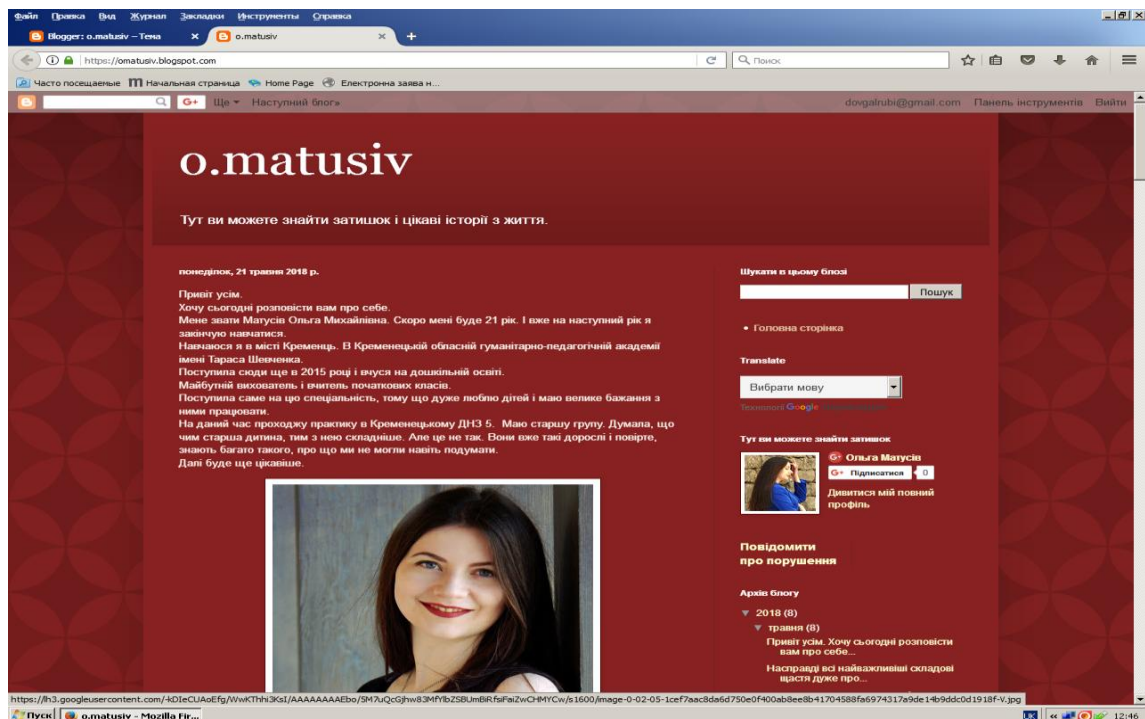 Файл Правка Вид Журнал Закладки Инструменты Справка
Blogger: o.matusiv – Тема
o.matusiv
https://omatusiv.blogspot.com
Поиск
Часто посещаемые Начальная страница Home Page Електронна заява н...
G+ Ще Наступний блог»
dovgalrubi@gmail.com Панель інструментів Вийти
o.matusiv
Тут ви можете знайти затишок і цікаві історії з життя.
понеділок, 21 травня 2018 р.
Привіт усім.
Хочу сьогодні розповісти вам про себе.
Мене звати Матусів Ольга Михайлівна. Скоро мені буде 21 рік. І вже на наступний рік я
закінчую навчатися.
Навчаюся я в місті Кременць. В Кременецькій обласній гуманітарно-педагогічній академії
імені Тараса Шевченка.
Поступила сюди ще в 2015 році і вчуся на дошкільній освіті.
Майбутній вихователь і вчитель початкових класів.
Поступила саме на цю спеціальність, тому що дуже люблю дітей і маю велике бажання з
ними працювати.
На даний час проходжу практику в Кременецькому ДНЗ 5. Маю старшу групу. Думала, що
чим старша дитина, тим з нею складніше. Але це не так. Вони вже такі дорослі і повірте,
знають багато такого, про що ми не могли навіть подумати.
Далі буде ще цікавіше.
Шукати в цьому блозі
Пошук
Головна сторінка
Translate
Вибрати мову
Технології Google
Тут ви можете знайти затишок
Ольга Матусів
G+ Підписатися 0
Дивитися мій повний
профіль
Повідомити
про порушення
Архів блогу
▼ 2018 (8)
▼ травня (8)
Привіт усім. Хочу сьогодні розповісти
вам про себе...
Насправді всі найважливіші складові
щастя дуже про...
Пуск o.matusiv - Mozilla Fir...
12:46